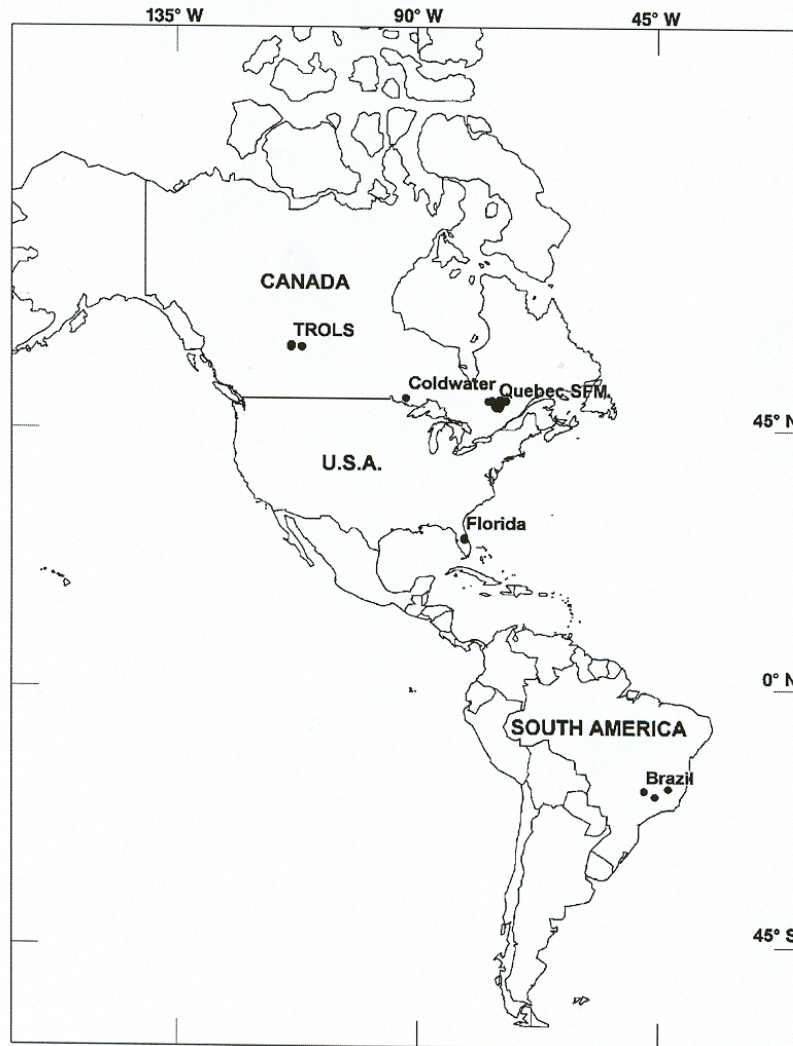 135° W
90° W
45° W
CANADA
TROLS
Coldwater
Quebec SFM
45° N
U.S.A.
Florida
0° N
SOUTH AMERICA
Brazil
45° S